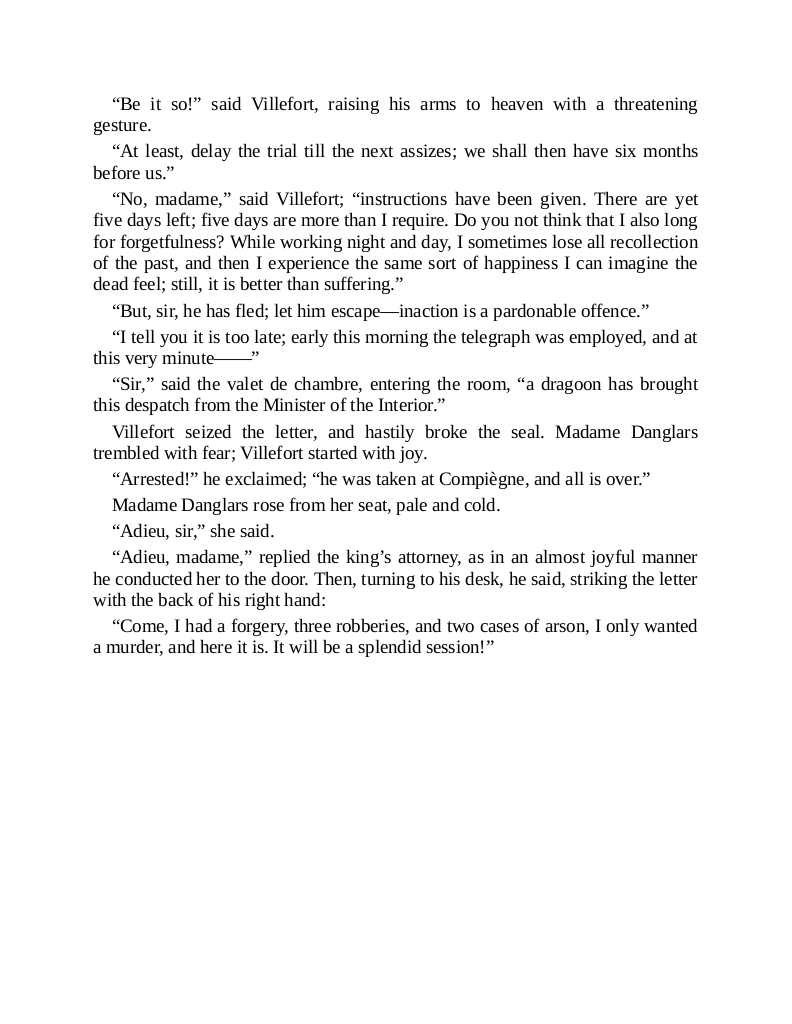 “Be it so!” said Villefort, raising his arms to heaven with a threatening
gesture.
“At least, delay the trial till the next assizes; we shall then have six months
before us.”
“No, madame,” said Villefort; “instructions have been given. There are yet
five days left; five days are more than I require. Do you not think that I also long
for forgetfulness? While working night and day, I sometimes lose all recollection
of the past, and then I experience the same sort of happiness I can imagine the
dead feel; still, it is better than suffering.”
“But, sir, he has fled; let him escape—inaction is a pardonable offence.”
“I tell you it is too late; early this morning the telegraph was employed, and at
this very minute——”
“Sir,” said the valet de chambre, entering the room, “a dragoon has brought
this despatch from the Minister of the Interior.”
Villefort seized the letter, and hastily broke the seal. Madame Danglars
trembled with fear; Villefort started with joy.
“Arrested!” he exclaimed; “he was taken at Compiègne, and all is over.”
Madame Danglars rose from her seat, pale and cold.
“Adieu, sir,” she said.
“Adieu, madame,” replied the king’s attorney, as in an almost joyful manner
he conducted her to the door. Then, turning to his desk, he said, striking the letter
with the back of his right hand:
“Come, I had a forgery, three robberies, and two cases of arson, I only wanted
a murder, and here it is. It will be a splendid session!”